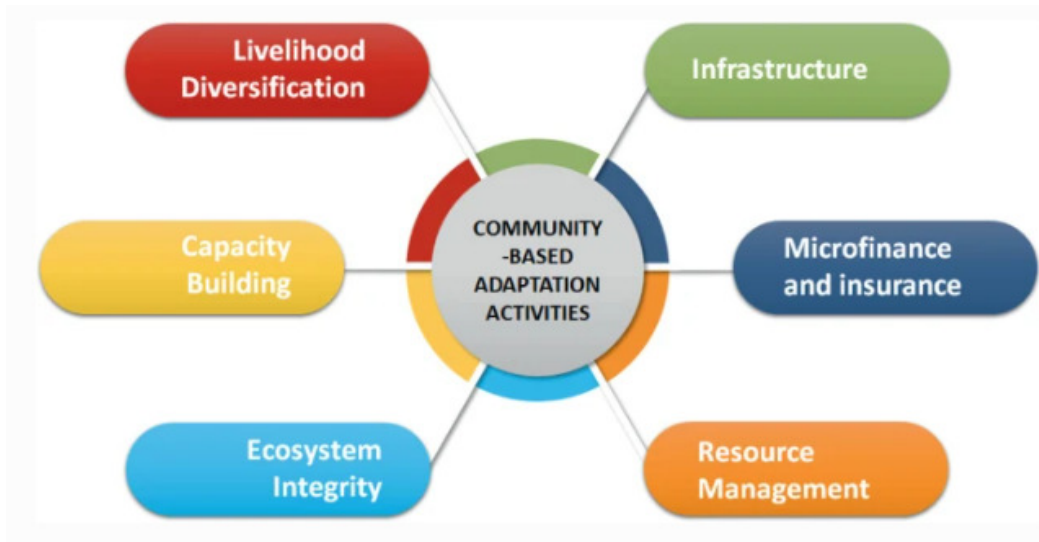 Livelihood
Diversification
Infrastructure
Capacity
Building
COMMUNITY
-BASED
ADAPTATION
ACTIVITIES
Microfinance
and insurance
Ecosystem
Integrity
Resource
Management